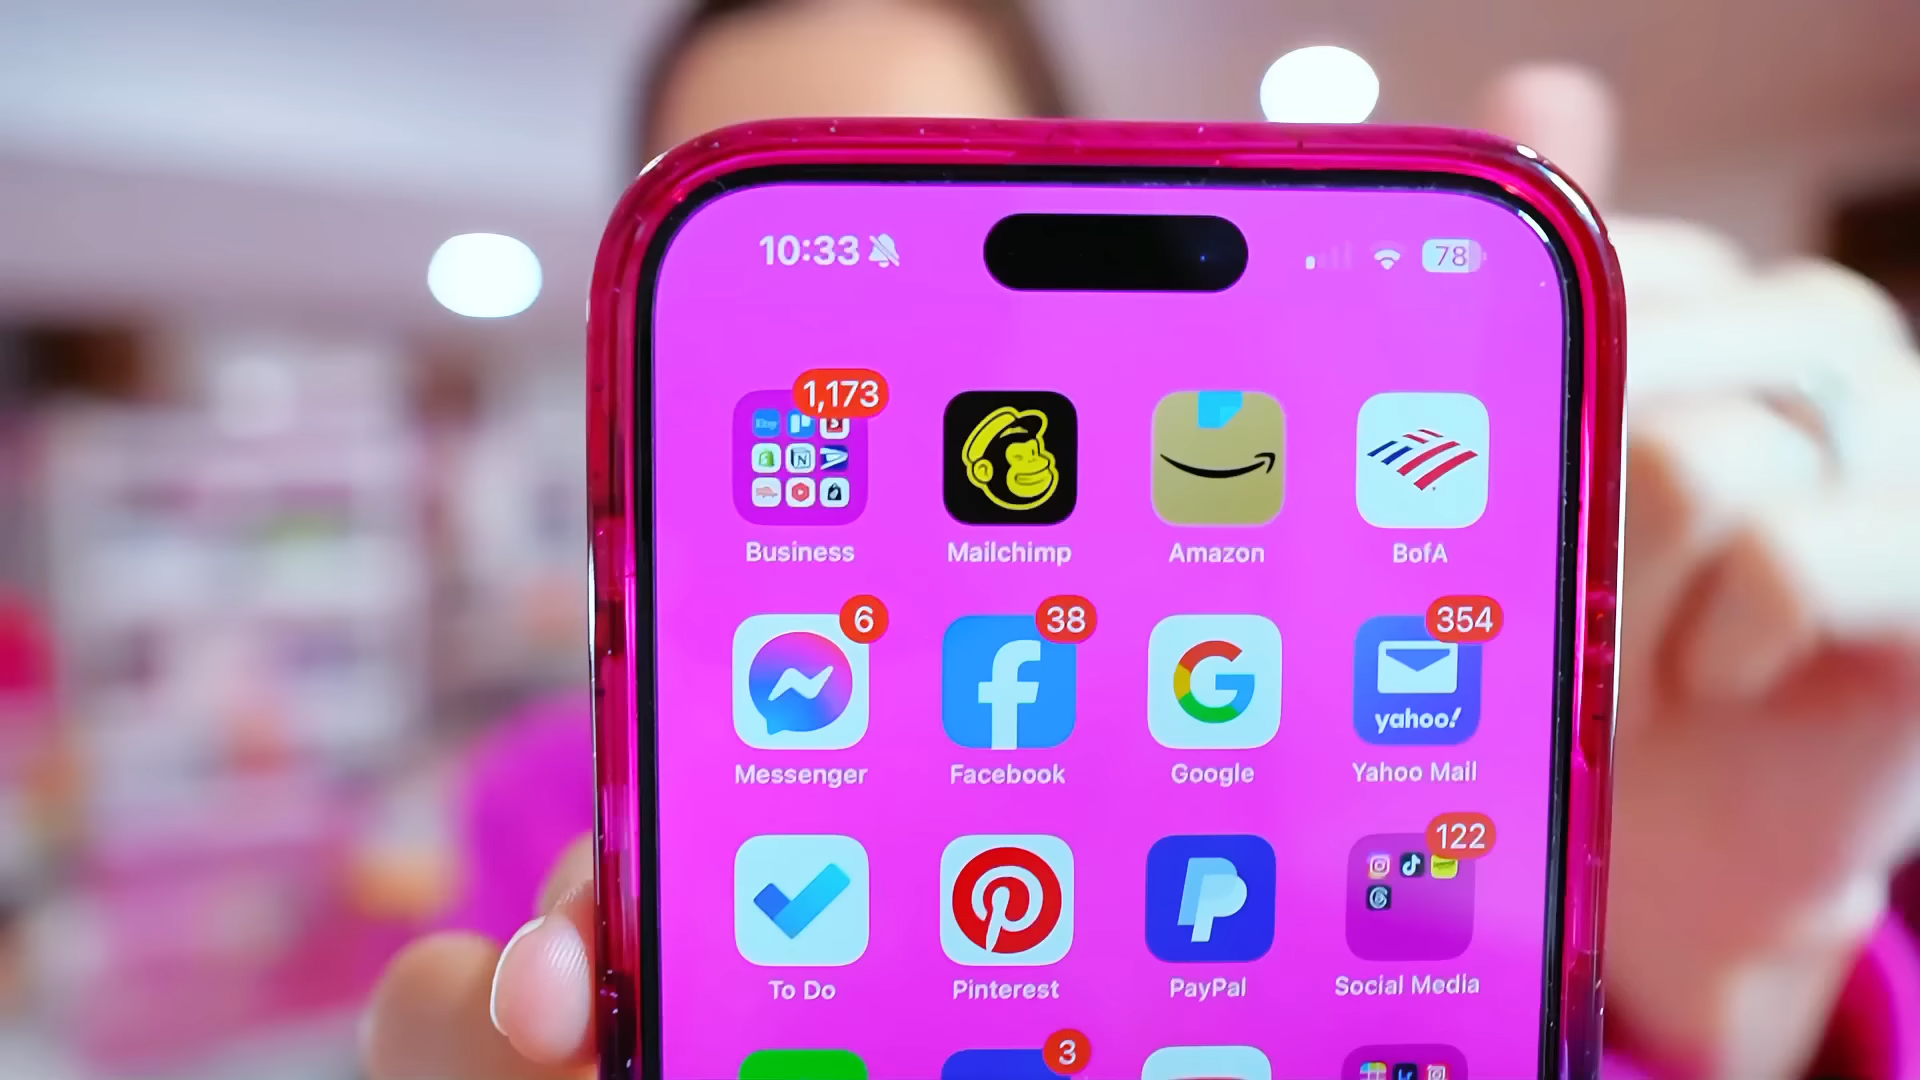 10:33 78
1,173
Business Mailchimp Amazon BofA
6 38 354
yahoo!
Messenger Facebook Google Yahoo Mail
122
To Do Pinterest PayPal Social Media
3
Lr